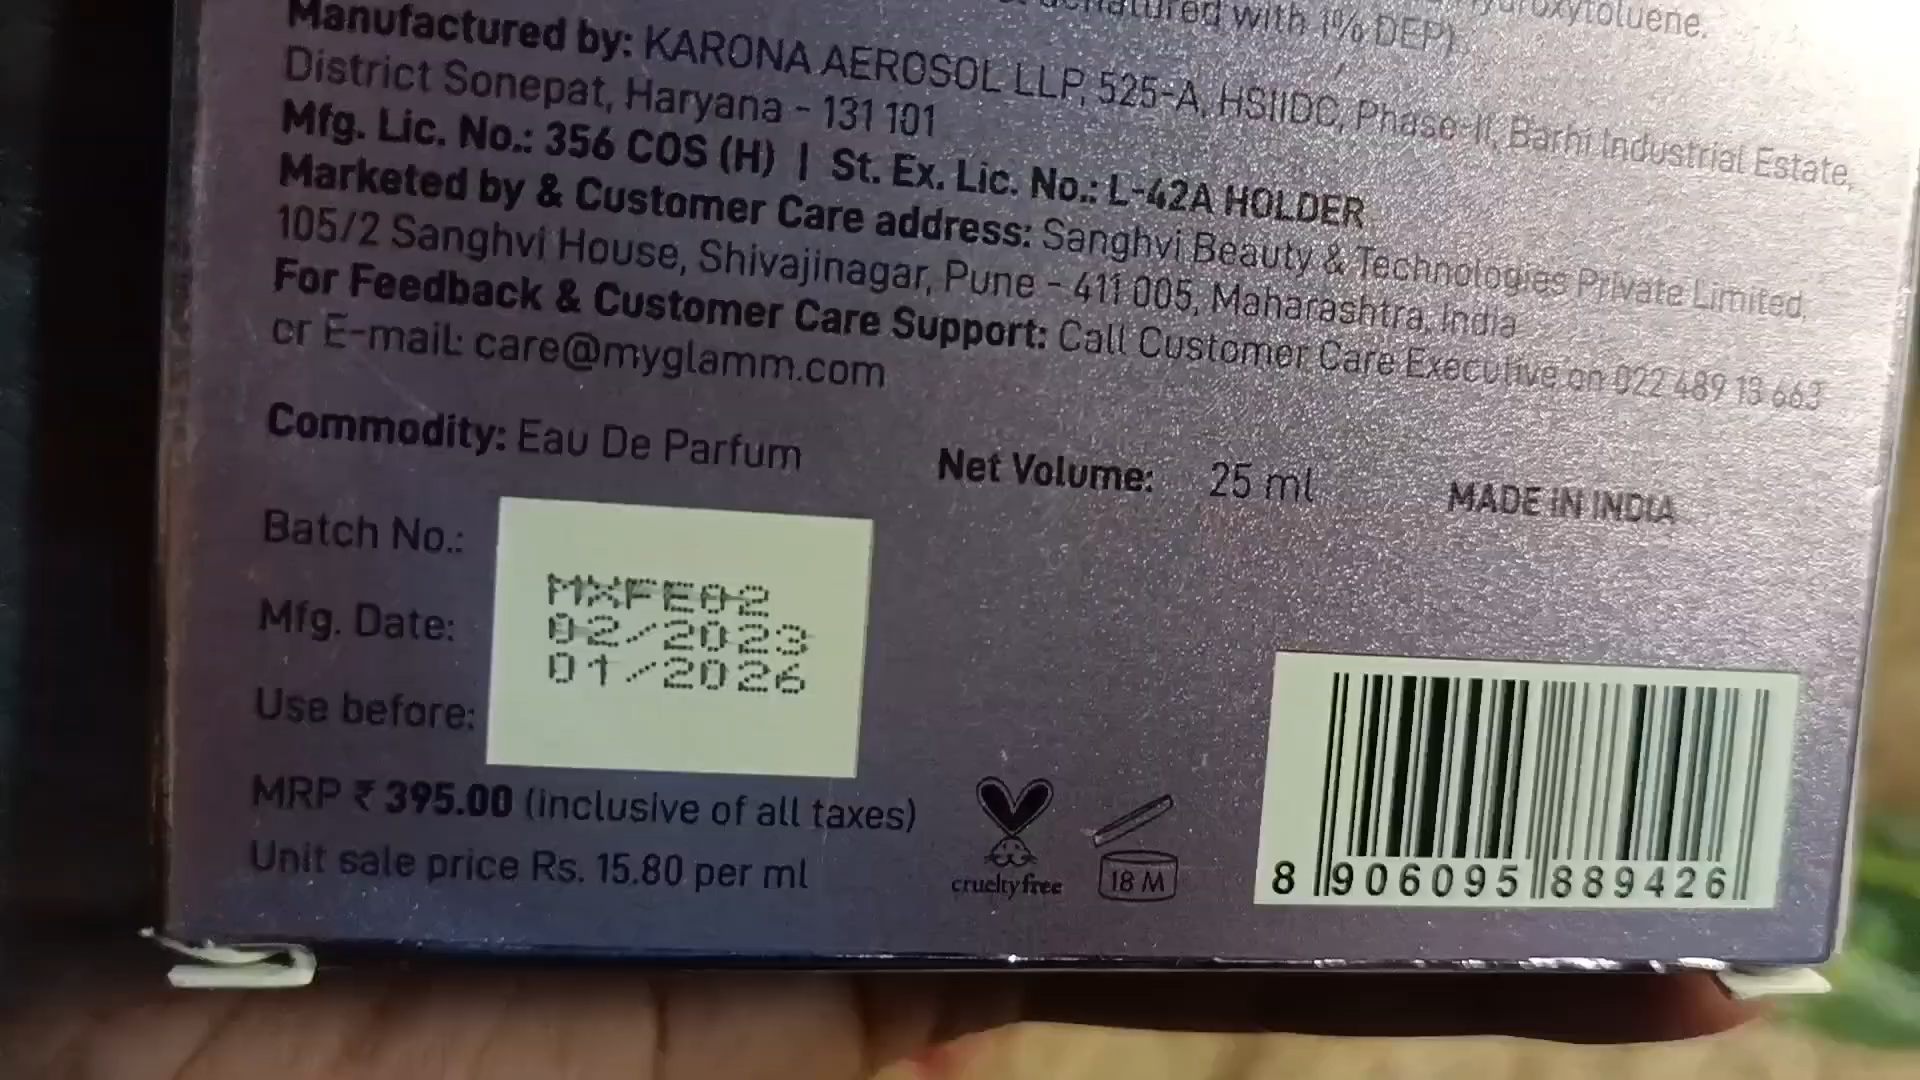 denatured with 1% DEP).
Manufactured by: KARONA AEROSOL LLP, 525-A, HSIIDC, Phase-II, Barhi Industrial Estate,
District Sonepat, Haryana - 131 101
Mfg. Lic. No.: 356 COS (H) | St. Ex. Lic. No.: L-42A HOLDER
Marketed by & Customer Care address: Sanghvi Beauty & Technologies Private Limited,
105/2 Sanghvi House, Shivajinagar, Pune - 411 005, Maharashtra, India
For Feedback & Customer Care Support: Call Customer Care Executive on 022 489 13 663
or E-mail: care@myglamm.com
Commodity: Eau De Parfum
Net Volume: 25 ml
MADE IN INDIA
Batch No.: MXFE02
Mfg. Date: 02/2023
Use before: 01/2026
MRP ₹ 395.00 (inclusive of all taxes)
Unit sale price Rs. 15.80 per ml
crueltyfree
18 M
8 906095 889426